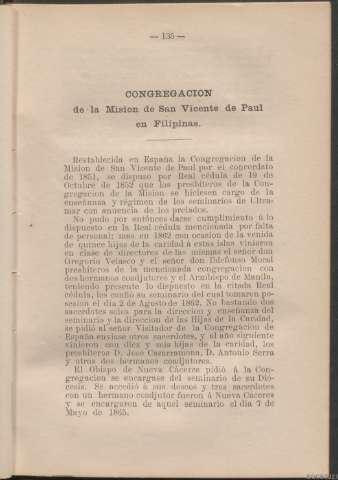 — 135 —
CONGREGACION
de la Mision de San Vicente de Paul
en Filipinas.
Restablecida en España la Congregacion de la
Mision de San Vicente de Paul por el concordato
de 1851, se dispuso por Real cédula de 19 de
Octubre de 1852 que los presbíteros de la Con-
gregacion de la Mision se hiciesen cargo de la
enseñanza y régimen de los seminarios de Ultra-
mar con anuencia de los prelados.
No pudo por entónces darse cumplimiento á lo
dispuesto en la Real cédula mencionada por falta
de personal; mas en 1862 con ocasion de la venida
de quince hijas de la caridad á estas islas vinieron
en clase de directores de las mismas el señor don
Gregorio Velasco y el señor don Ildefonso Moral
presbíteros de la mencionada congregacion con
dos hermanos coadjutores y el Arzobispo de Manila,
teniendo presente lo dispuesto en la citada Real
cédula, les confió su seminario del cual tomaron po-
sesion el dia 2 de Agosto de 1862. No bastando dos
sacerdotes solos para la direccion y enseñanza del
seminario y la direccion de las Hijas de la Caridad,
se pidió al señor Visitador de la Congregacion de
España enviase otros sacerdotes, y al año siguiente
vinieron con diez y mis hijas de la caridad, los
presbíteros D. José Casarramona, D. Antonio Serra
y otros dos hermanos coadjutores.
El Obispo de Nueva Cáceres pidió á la Con-
gregacion se encargase del seminario de su Dió-
cesis. Se accedió á sus deseos y tres sacerdotes
con un hermano coadjutor fueron á Nueva Cáceres
y se encargaron de aquel seminario el dia 7 de
Mayo de 1865.